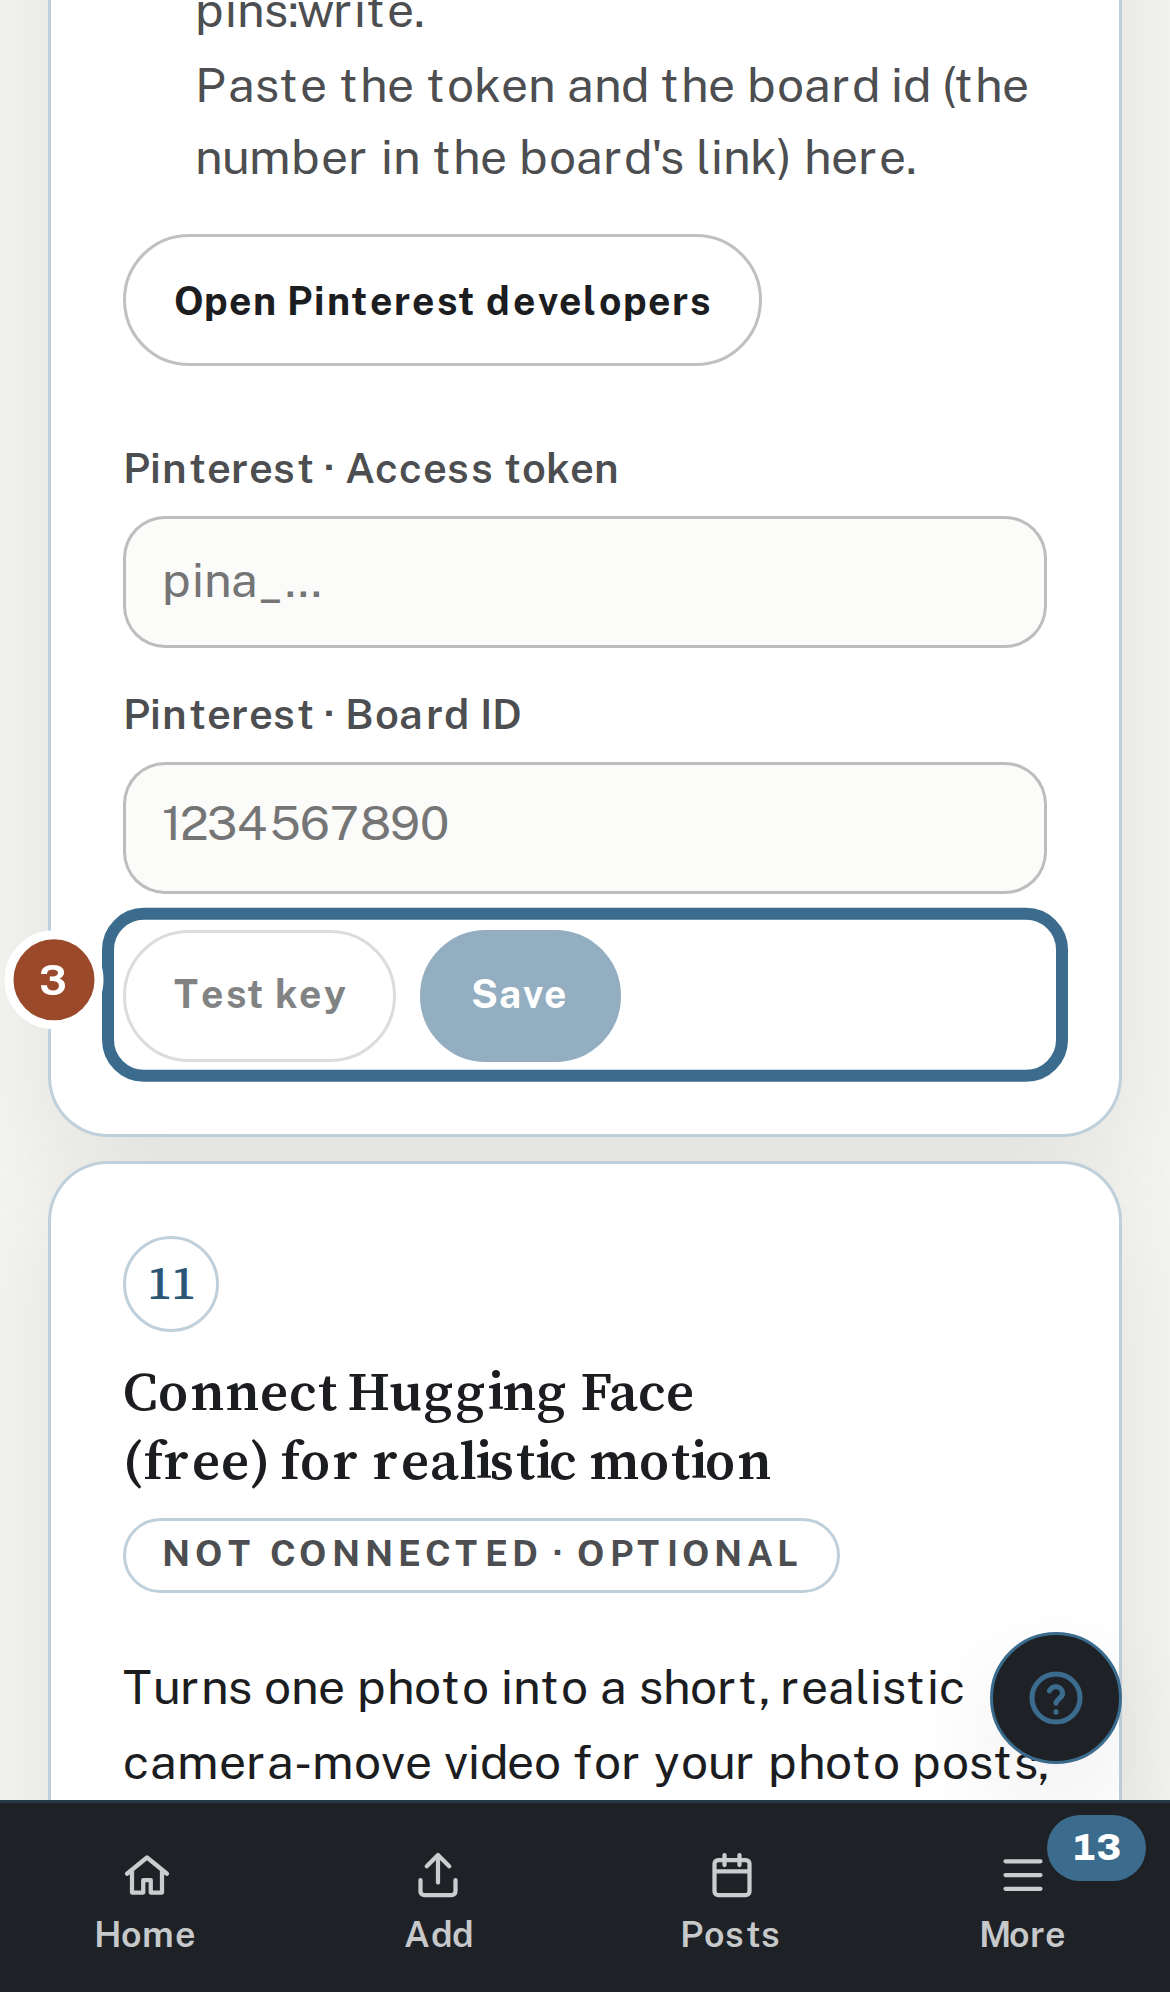 pins:write.
Paste the token and the board id (the
number in the board's link) here.
Open Pinterest developers
Pinterest · Access token
pina_...
Pinterest · Board ID
1234567890
3
Test key
Save
11
Connect Hugging Face
(free) for realistic motion
NOT CONNECTED · OPTIONAL
Turns one photo into a short, realistic
camera-move video for your photo posts,
13
Home
Add
Posts
More